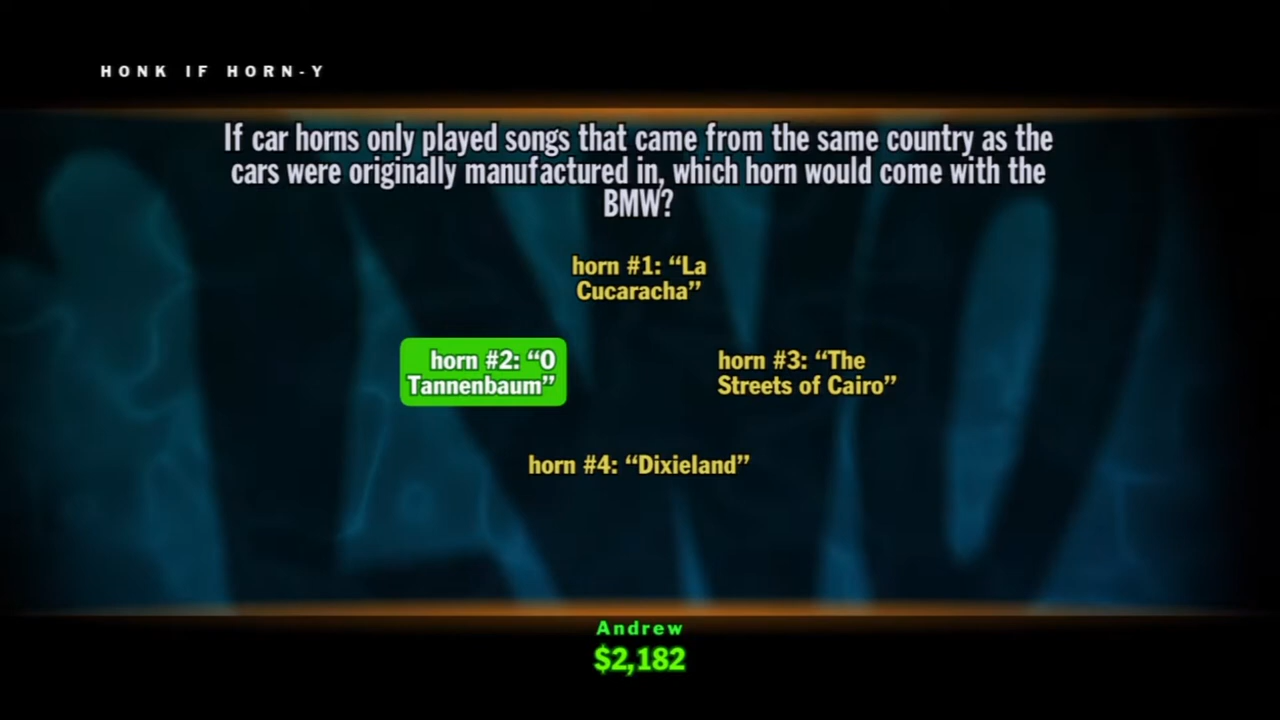 HONK IF HORN-Y
If car horns only played songs that came from the same country as the
cars were originally manufactured in, which horn would come with the
BMW?
horn #1: “La
Cucaracha”
horn #2: “O
Tannenbaum”
horn #3: “The
Streets of Cairo”
horn #4: “Dixieland”
Andrew
$2,182